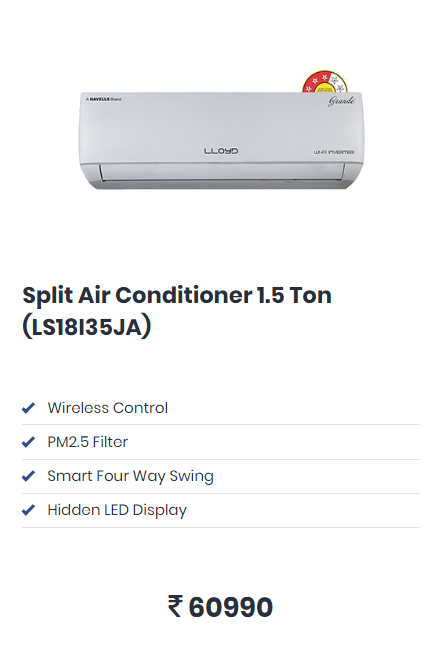 A HAVELLS Brand
Grande
LLOYD
WI-FI INVERTER
Split Air Conditioner 1.5 Ton
(LS18I35JA)
Wireless Control
PM2.5 Filter
Smart Four Way Swing
Hidden LED Display
₹ 60990